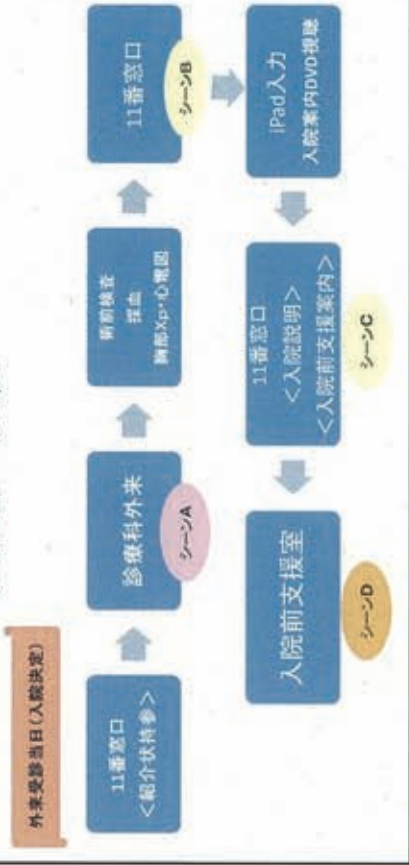 外来受診当日(入院決定)
11番窓口
<紹介状持参>
診療科外来
シーンA
術前検査
採血
胸部Xp・心電図
11番窓口
シーンB
iPad入力
入院案内DVD視聴
11番窓口
<入院説明>
<入院前支援案内>
シーンC
入院前支援室
シーンD